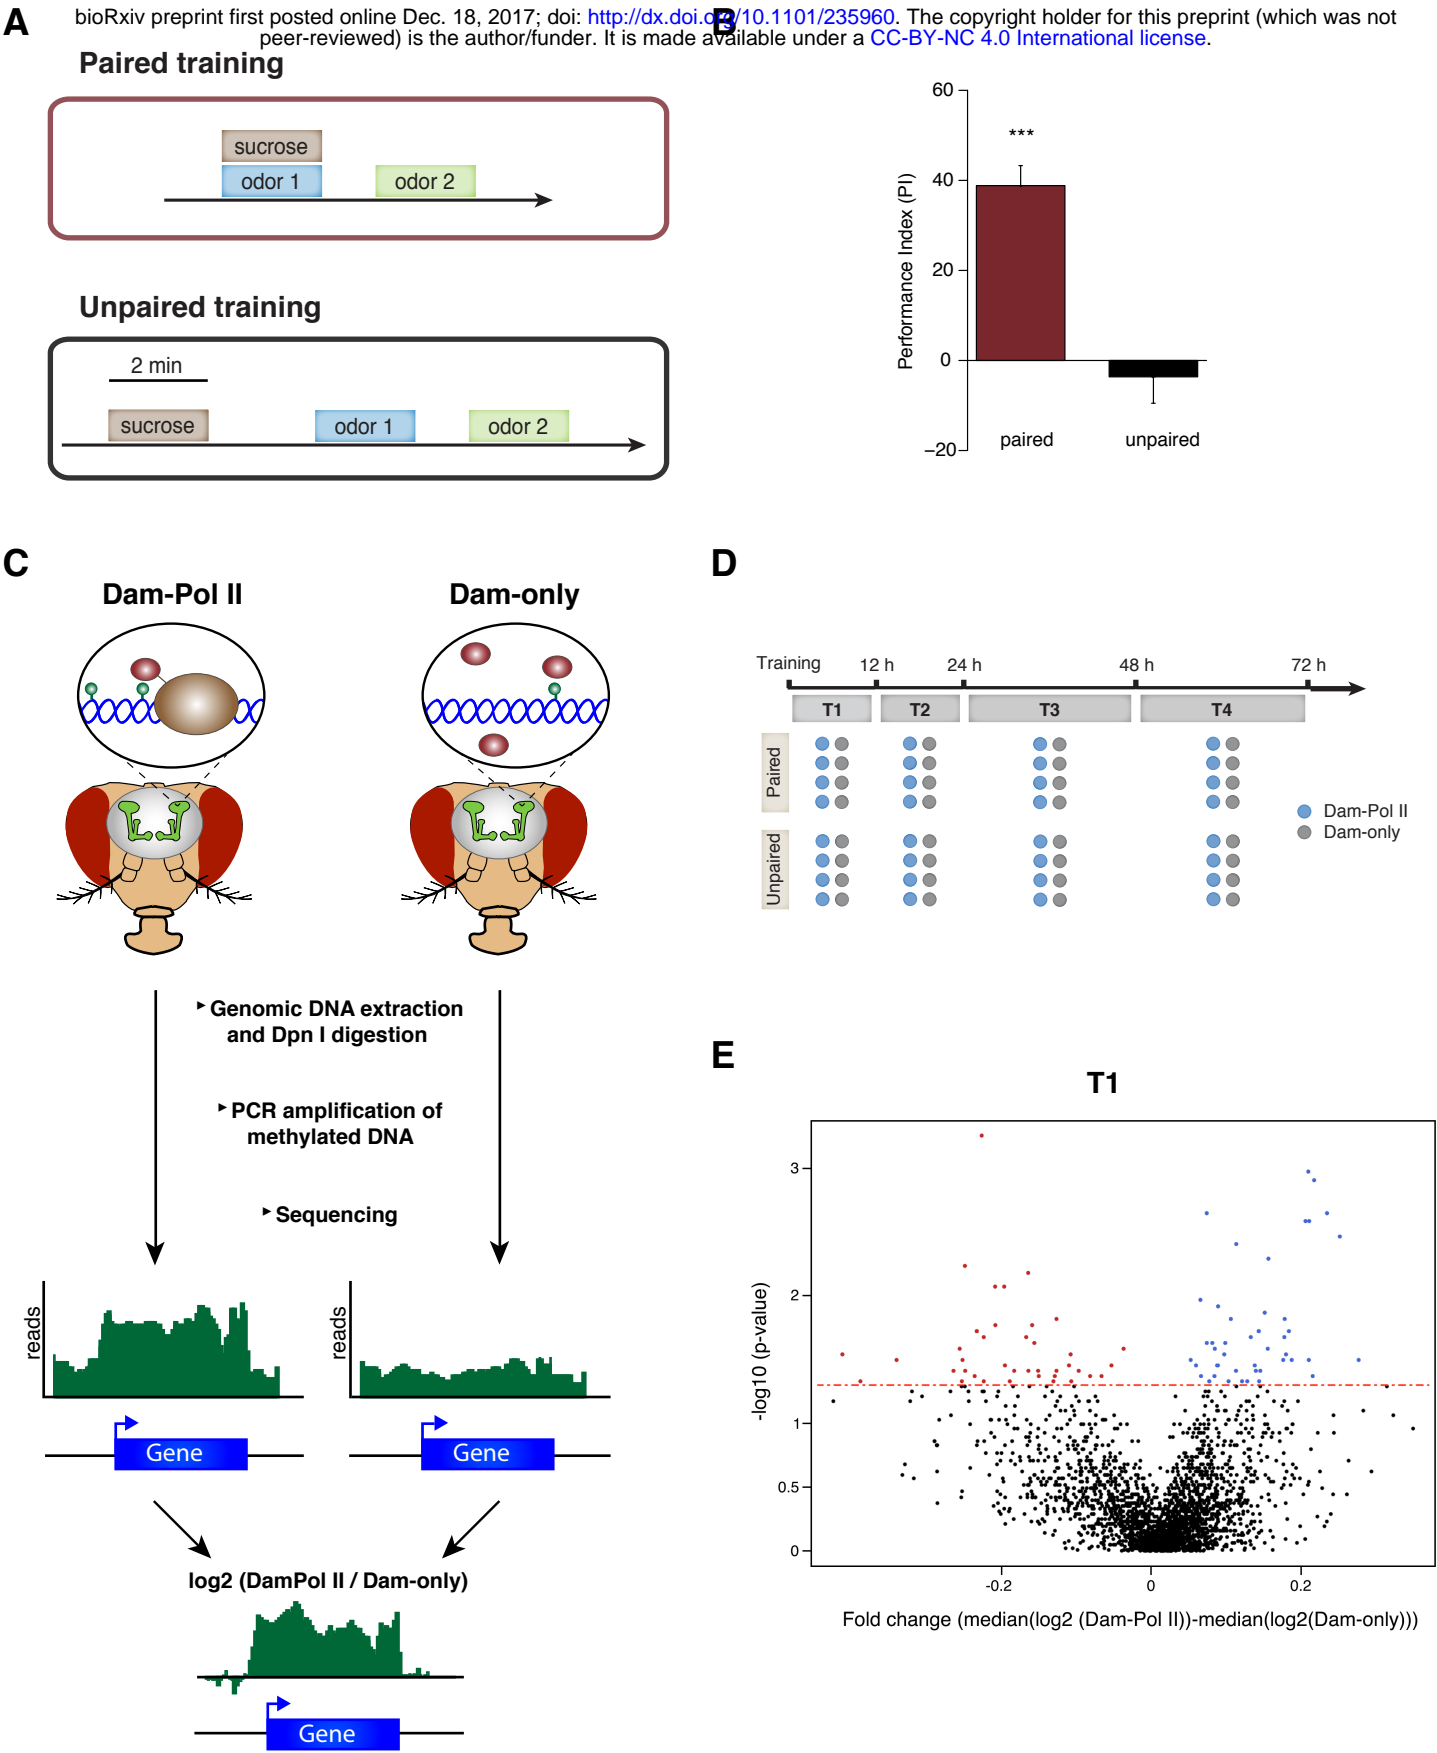 bioRxiv preprint first posted online Dec. 18, 2017; doi: http://dx.doi.org/10.1101/235960. The copyright holder for this preprint (which was not
peer-reviewed) is the author/funder. It is made available under a CC-BY-NC 4.0 International license.
A
Paired training
sucrose
odor 1
odor 2
Unpaired training
2 min
sucrose
odor 1
odor 2
B
60
40
20
0
−20
Performance Index (PI)
***
paired
unpaired
C
Dam-Pol II
Dam-only
Genomic DNA extraction
and Dpn I digestion
PCR amplification of
methylated DNA
Sequencing
reads
reads
Gene
Gene
log2 (DamPol II / Dam-only)
Gene
D
Training
12 h
24 h
48 h
72 h
T1
T2
T3
T4
Paired
Unpaired
Dam-Pol II
Dam-only
E
T1
3
2
1
0.5
0
-log10 (p-value)
-0.2
0
0.2
Fold change (median(log2 (Dam-Pol II))-median(log2(Dam-only)))